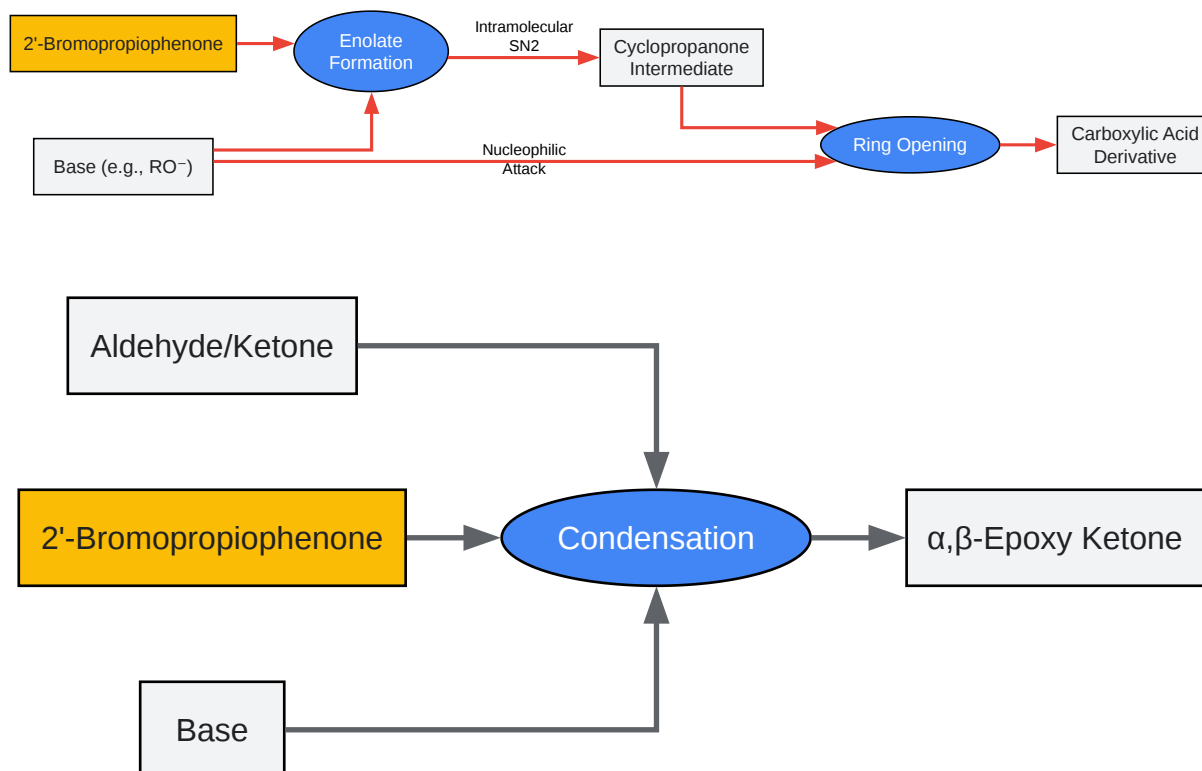 2'-Bromopropiophenone
Enolate
Formation
Intramolecular
SN2
Cyclopropanone
Intermediate
Base (e.g., RO⁻)
Nucleophilic
Attack
Ring Opening
Carboxylic Acid
Derivative
Aldehyde/Ketone
2'-Bromopropiophenone
Condensation
α,β-Epoxy Ketone
Base